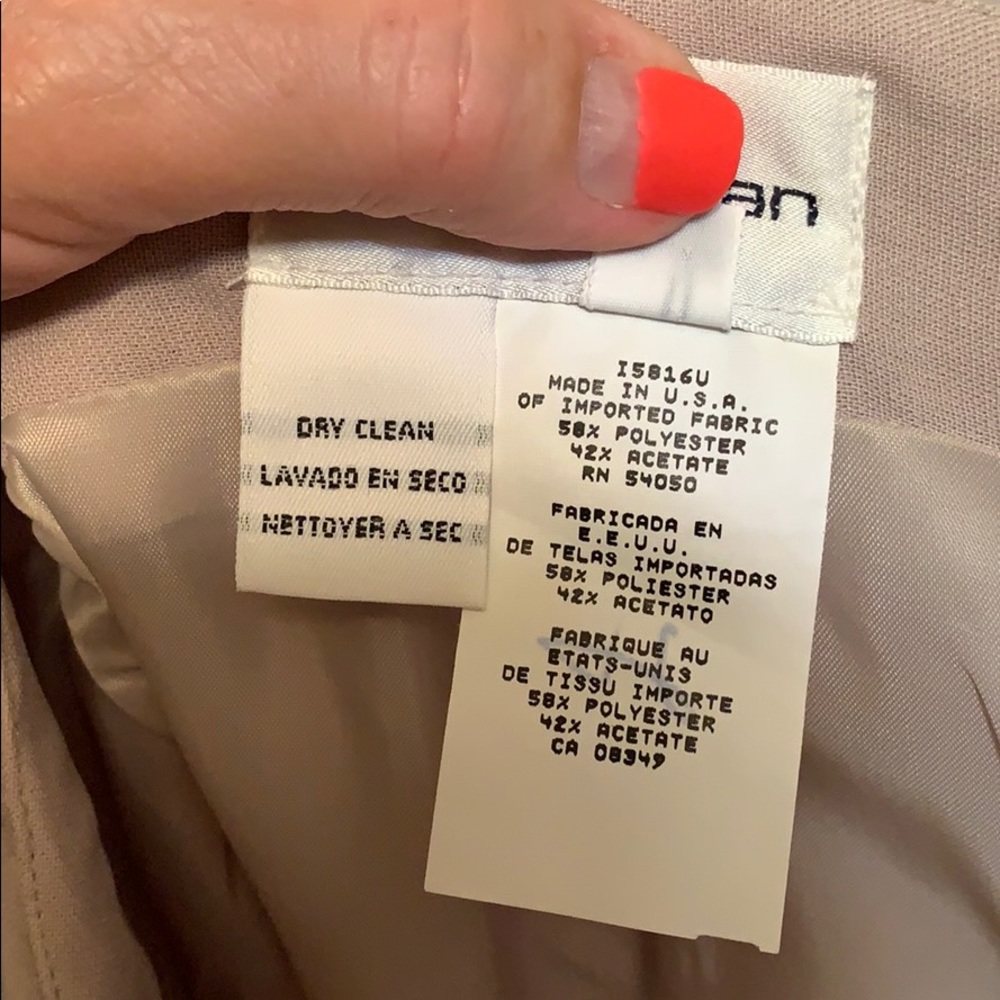 an
DRY CLEAN
LAVADO EN SECO
NETTOYER A SEC
I5816U
MADE IN U.S.A.
OF IMPORTED FABRIC
58% POLYESTER
42% ACETATE
RN 54050
FABRICADA EN
E.E.U.U.
DE TELAS IMPORTADAS
58% POLIESTER
42% ACETATO
FABRIQUE AU
ETATS-UNIS
DE TISSU IMPORTE
58% POLYESTER
42% ACETATE
CA 08349